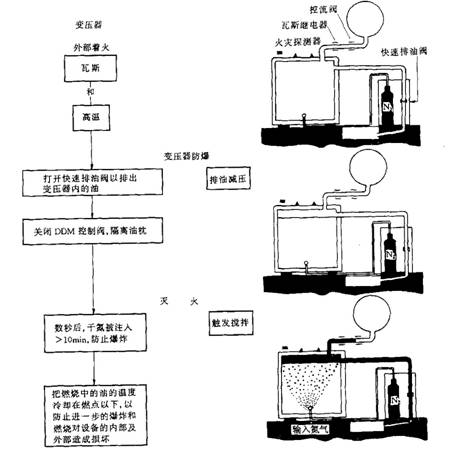 变压器
外部着火
瓦斯
和
高温
控流阀
瓦斯继电器
火灾探测器
快速排油阀
N₂
变压器防爆
打开快速排油阀以排出
变压器内的油
排油减压
关闭DDM控制阀,隔离油枕
N₂
灭火
数秒后,干氮被注入
>10min,防止爆炸
触发搅拌
把燃烧中的油的温度
冷却在燃点以下,以
防止进一步的爆炸和
燃烧对设备的内部及
外部造成损坏
N₂
输入氮气